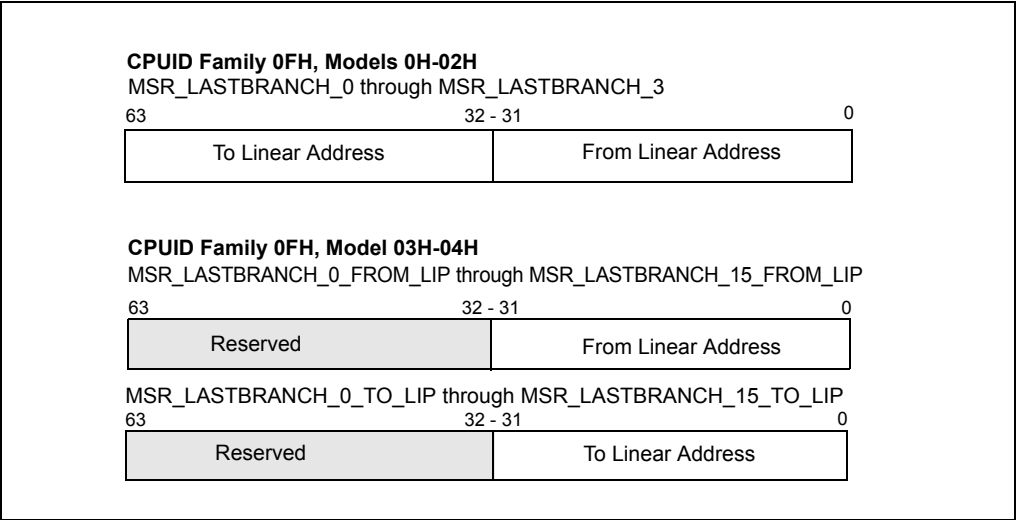 CPUID Family 0FH, Models 0H-02H
MSR_LASTBRANCH_0 through MSR_LASTBRANCH_3
63 32 - 31 0
To Linear Address From Linear Address
CPUID Family 0FH, Model 03H-04H
MSR_LASTBRANCH_0_FROM_LIP through MSR_LASTBRANCH_15_FROM_LIP
63 32 - 31 0
Reserved From Linear Address
MSR_LASTBRANCH_0_TO_LIP through MSR_LASTBRANCH_15_TO_LIP
63 32 - 31 0
Reserved To Linear Address